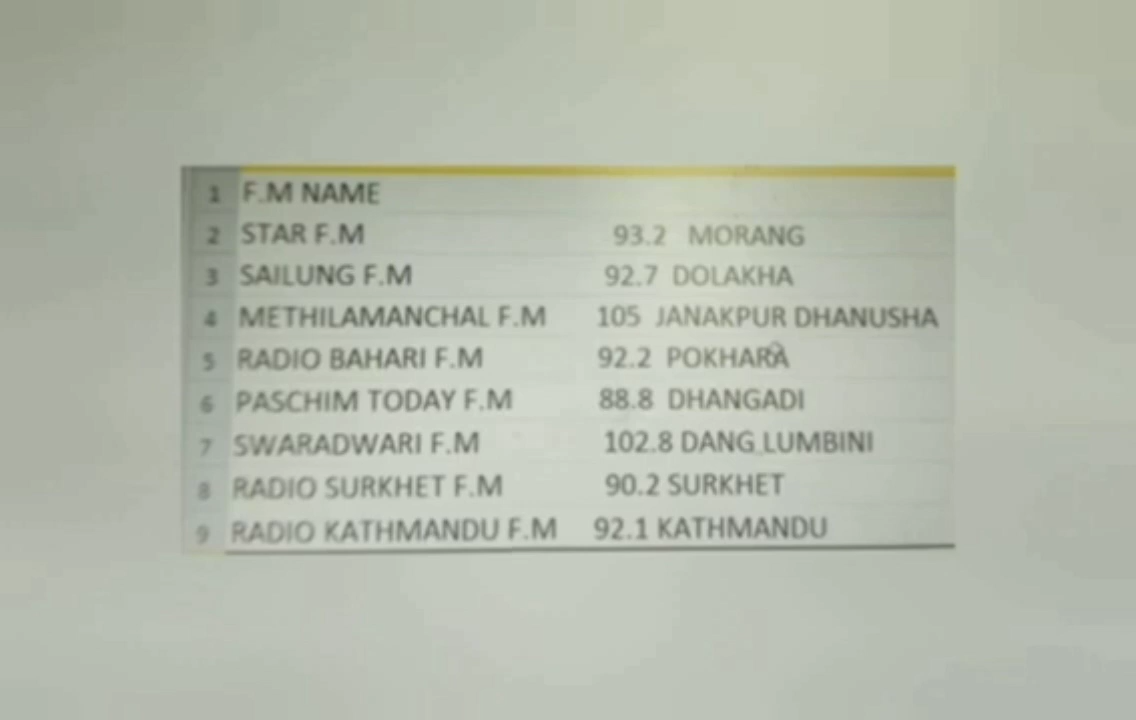 1 F.M NAME
2 STAR F.M 93.2 MORANG
3 SAILUNG F.M 92.7 DOLAKHA
4 METHILAMANCHAL F.M 105 JANAKPUR DHANUSHA
5 RADIO BAHARI F.M 92.2 POKHARA
6 PASCHIM TODAY F.M 88.8 DHANGADI
7 SWARADWARI F.M 102.8 DANG LUMBINI
8 RADIO SURKHET F.M 90.2 SURKHET
9 RADIO KATHMANDU F.M 92.1 KATHMANDU